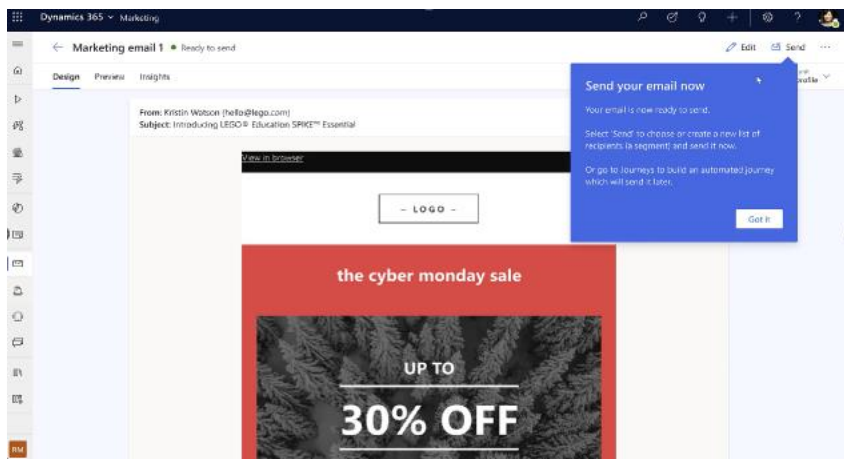 Dynamics 365 Marketing
Marketing email 1 Ready to send
Edit Send
Design Preview Insights
From: Kristin Watson (hello@lego.com)
Subject: Introducing LEGO® Education SPIKE™ Essential
Send your email now
Your email is now ready to send.
Select 'Send' to choose or create a new list of
recipients (a segment) and send it now.
Or go to Journeys to build an automated journey
which will send it later.
Got it
View in browser
- LOGO -
the cyber monday sale
UP TO
30% OFF
RM